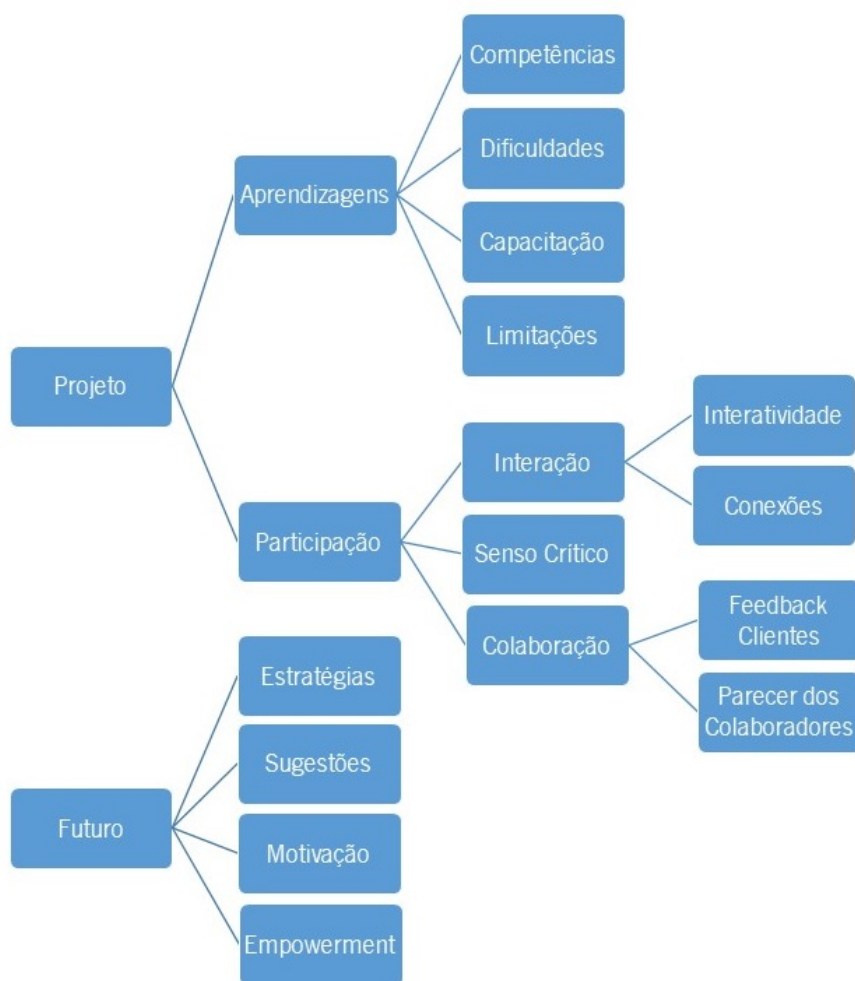 Competências
Dificuldades
Aprendizagens
Capacitação
Limitações
Projeto
Interatividade
Interação
Conexões
Participação
Senso Crítico
Feedback
Clientes
Colaboração
Estratégias
Parecer dos
Colaboradores
Sugestões
Futuro
Motivação
Empowerment